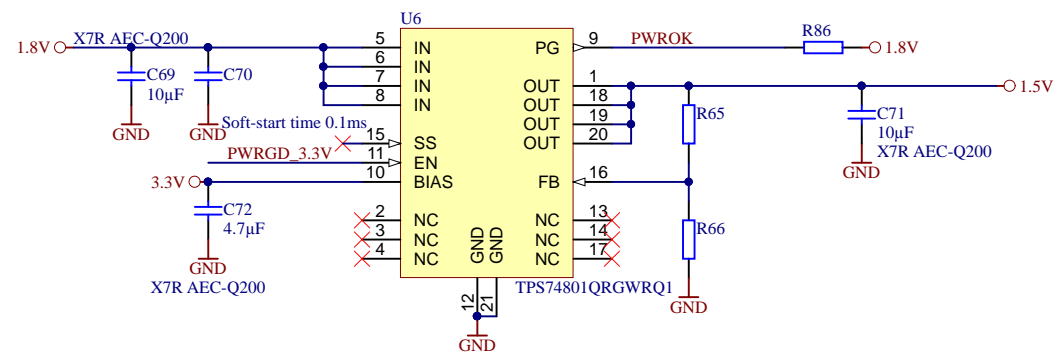 U6
1.8V
X7R AEC-Q200
5
IN
PG
9
PWROK
R86
1.8V
6
IN
C69
10µF
C70
7
IN
OUT
1
1.5V
8
IN
OUT
18
GND
GND
Soft-start time 0.1ms
OUT
19
R65
C71
10µF
X7R AEC-Q200
15
SS
OUT
20
PWRGD_3.3V
11
EN
GND
3.3V
10
BIAS
FB
16
C72
4.7µF
2
NC
NC
13
3
NC
NC
14
R66
4
NC
NC
17
GND
GND
GND
X7R AEC-Q200
12
21
TPS74801QRGWRQ1
GND
GND